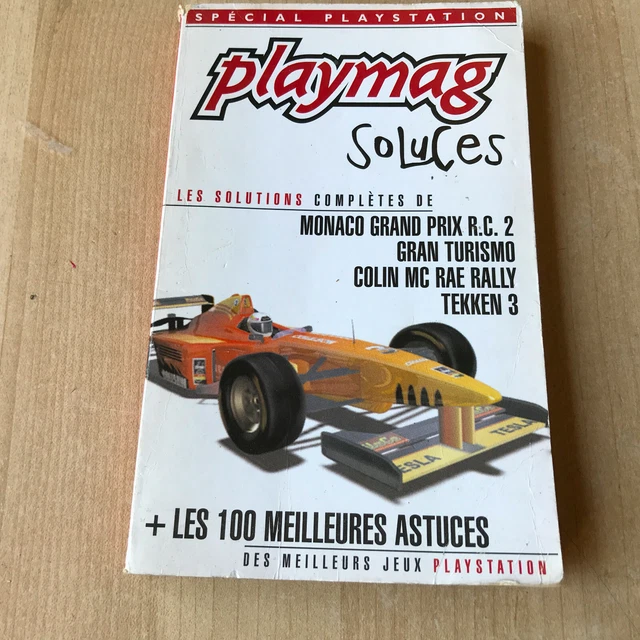 SPÉCIAL PLAYSTATION
playmag
soluces
LES SOLUTIONS COMPLÈTES DE
MONACO GRAND PRIX R.C. 2
GRAN TURISMO
COLIN MC RAE RALLY
TEKKEN 3
TESLA
TESLA
+ LES 100 MEILLEURES ASTUCES
DES MEILLEURS JEUX PLAYSTATION